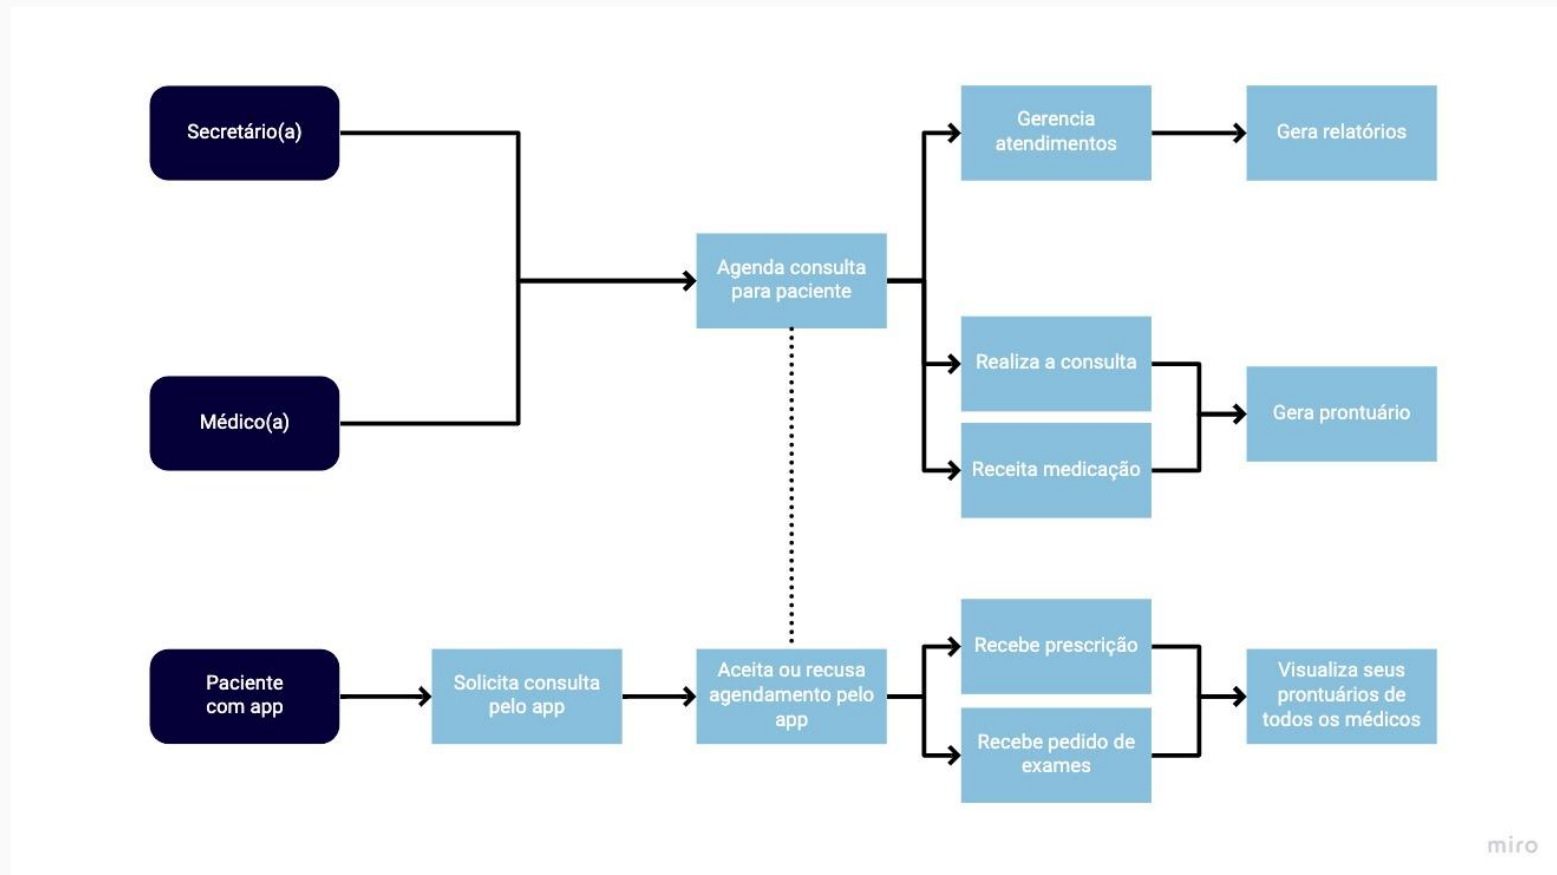 Secretário(a)
Gerencia
atendimentos
Gera relatórios
Agenda consulta
para paciente
Realiza a consulta
Médico(a)
Gera prontuário
Receita medicação
Paciente
com app
Solicita consulta
pelo app
Aceita ou recusa
agendamento pelo
app
Recebe prescrição
Recebe pedido de
exames
Visualiza seus
prontuários de
todos os médicos
miro